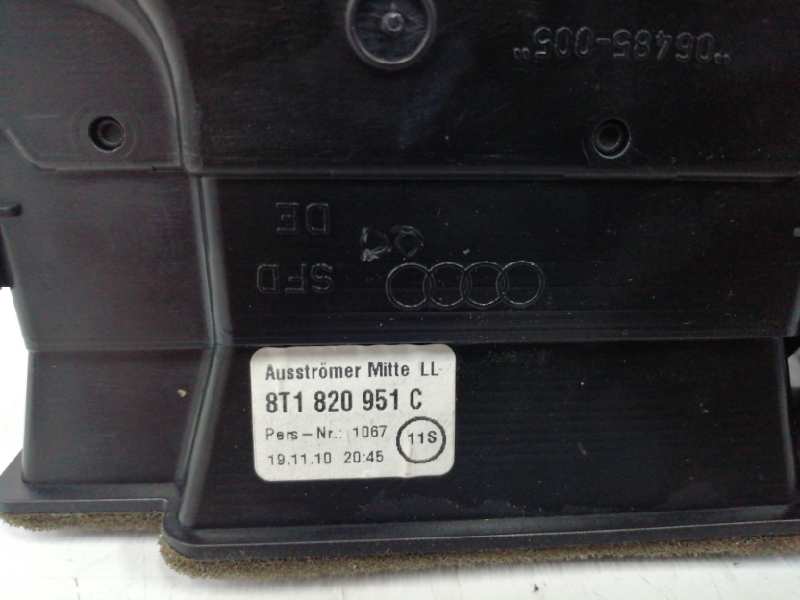 "06485-005"
DE
SFD
Ausströmer Mitte LL
8T1 820 951 C
Pers-Nr.: 1067
11S
19.11.10 20:45